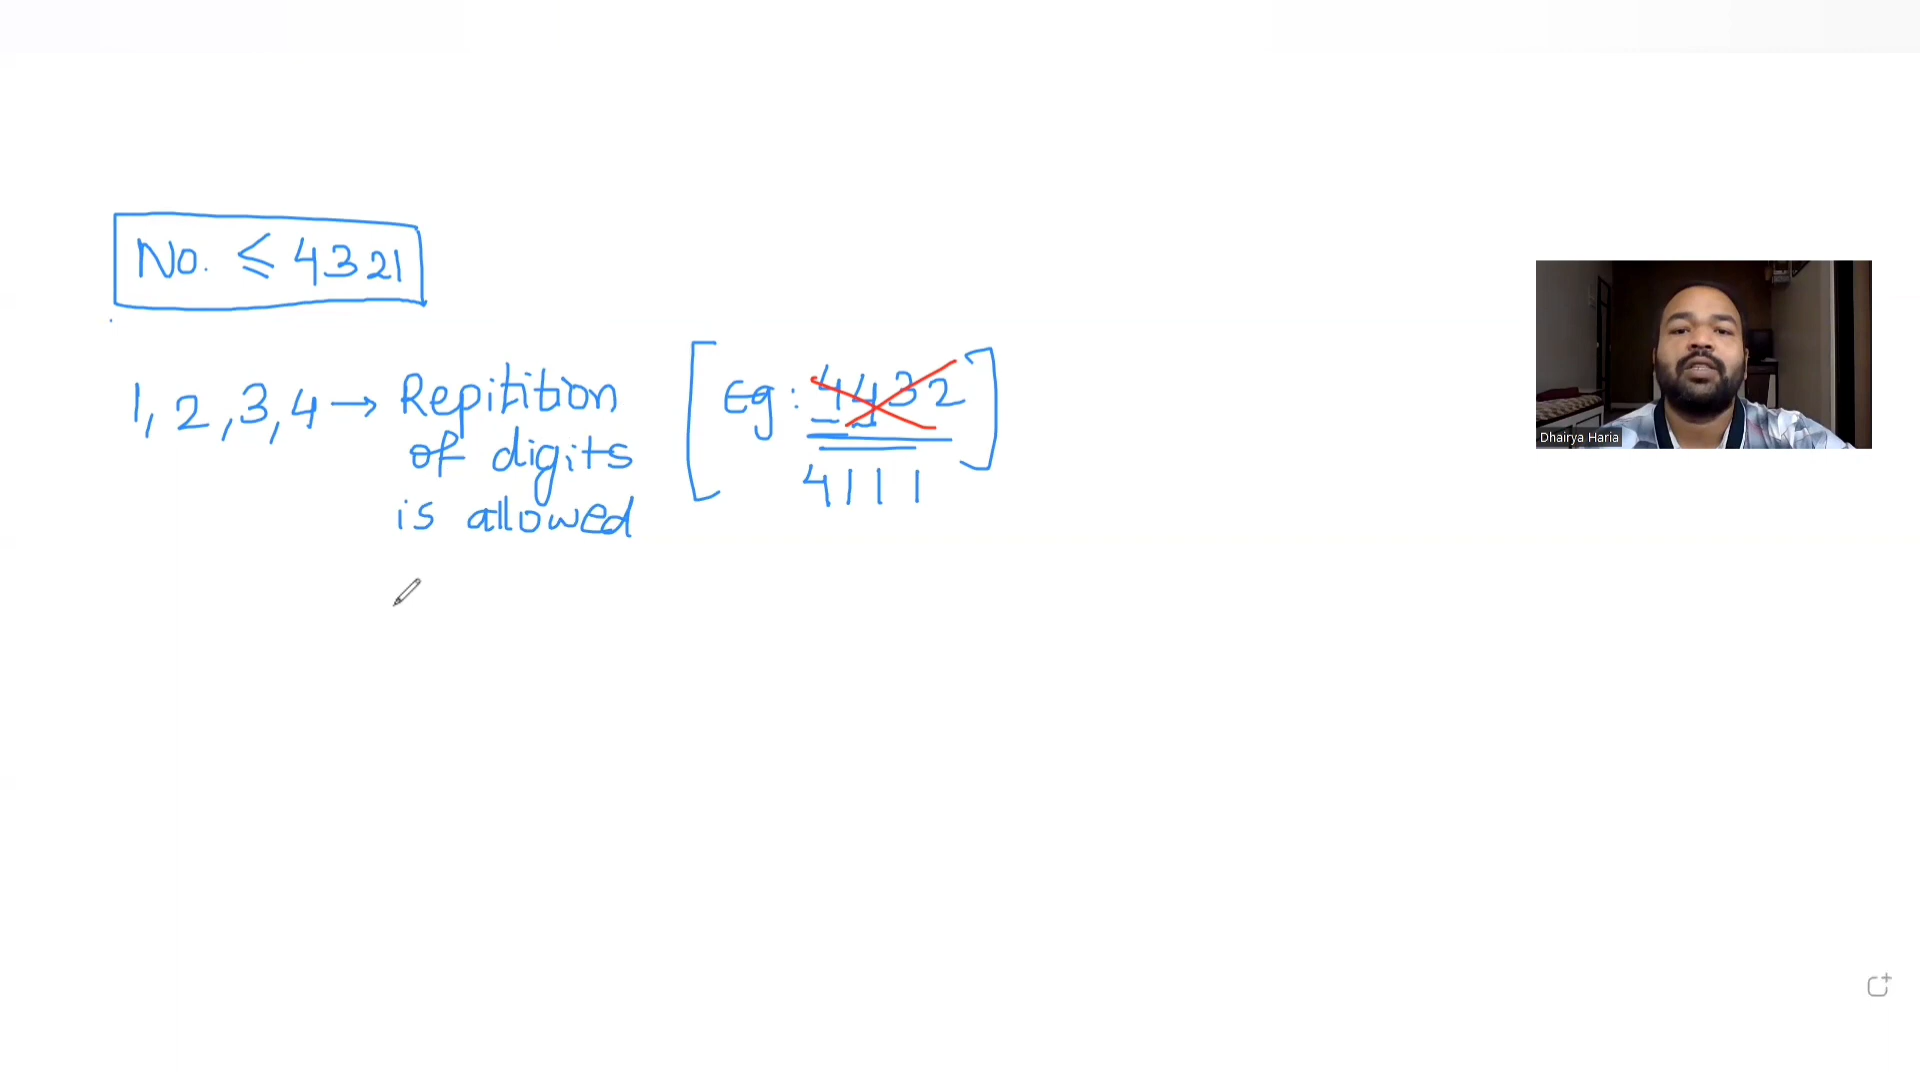 No. ≤ 4321
1, 2, 3, 4 → Repitition
of digits
is allowed
[Eg: 4432]
4111
Dhairya Haria